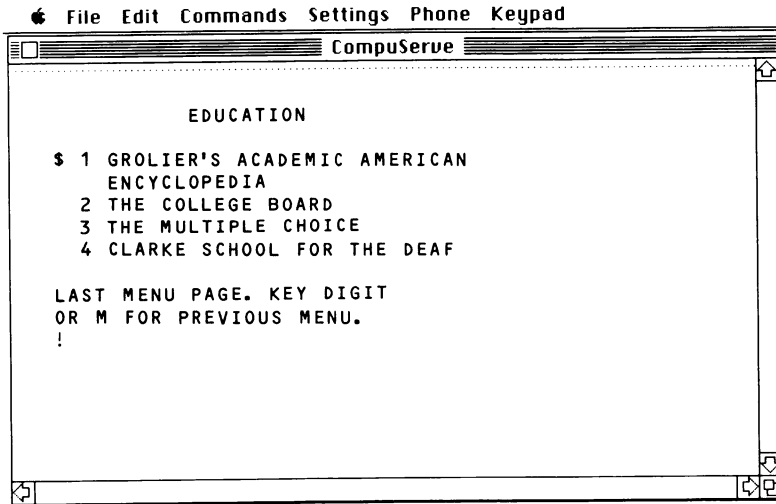 File Edit Commands Settings Phone Keypad
CompuServe
EDUCATION
$ 1 GROLIER'S ACADEMIC AMERICAN
ENCYCLOPEDIA
2 THE COLLEGE BOARD
3 THE MULTIPLE CHOICE
4 CLARKE SCHOOL FOR THE DEAF
LAST MENU PAGE. KEY DIGIT
OR M FOR PREVIOUS MENU.
!